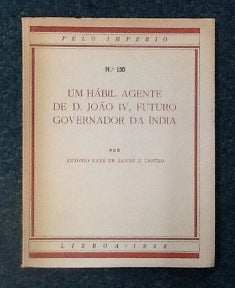 PELO IMPÉRIO
N.º 130
UM HÁBIL AGENTE
DE D. JOÃO IV, FUTURO
GOVERNADOR DA ÍNDIA
POR
ANTONIO PAES DE SANDE E CASTRO
LISBOA /